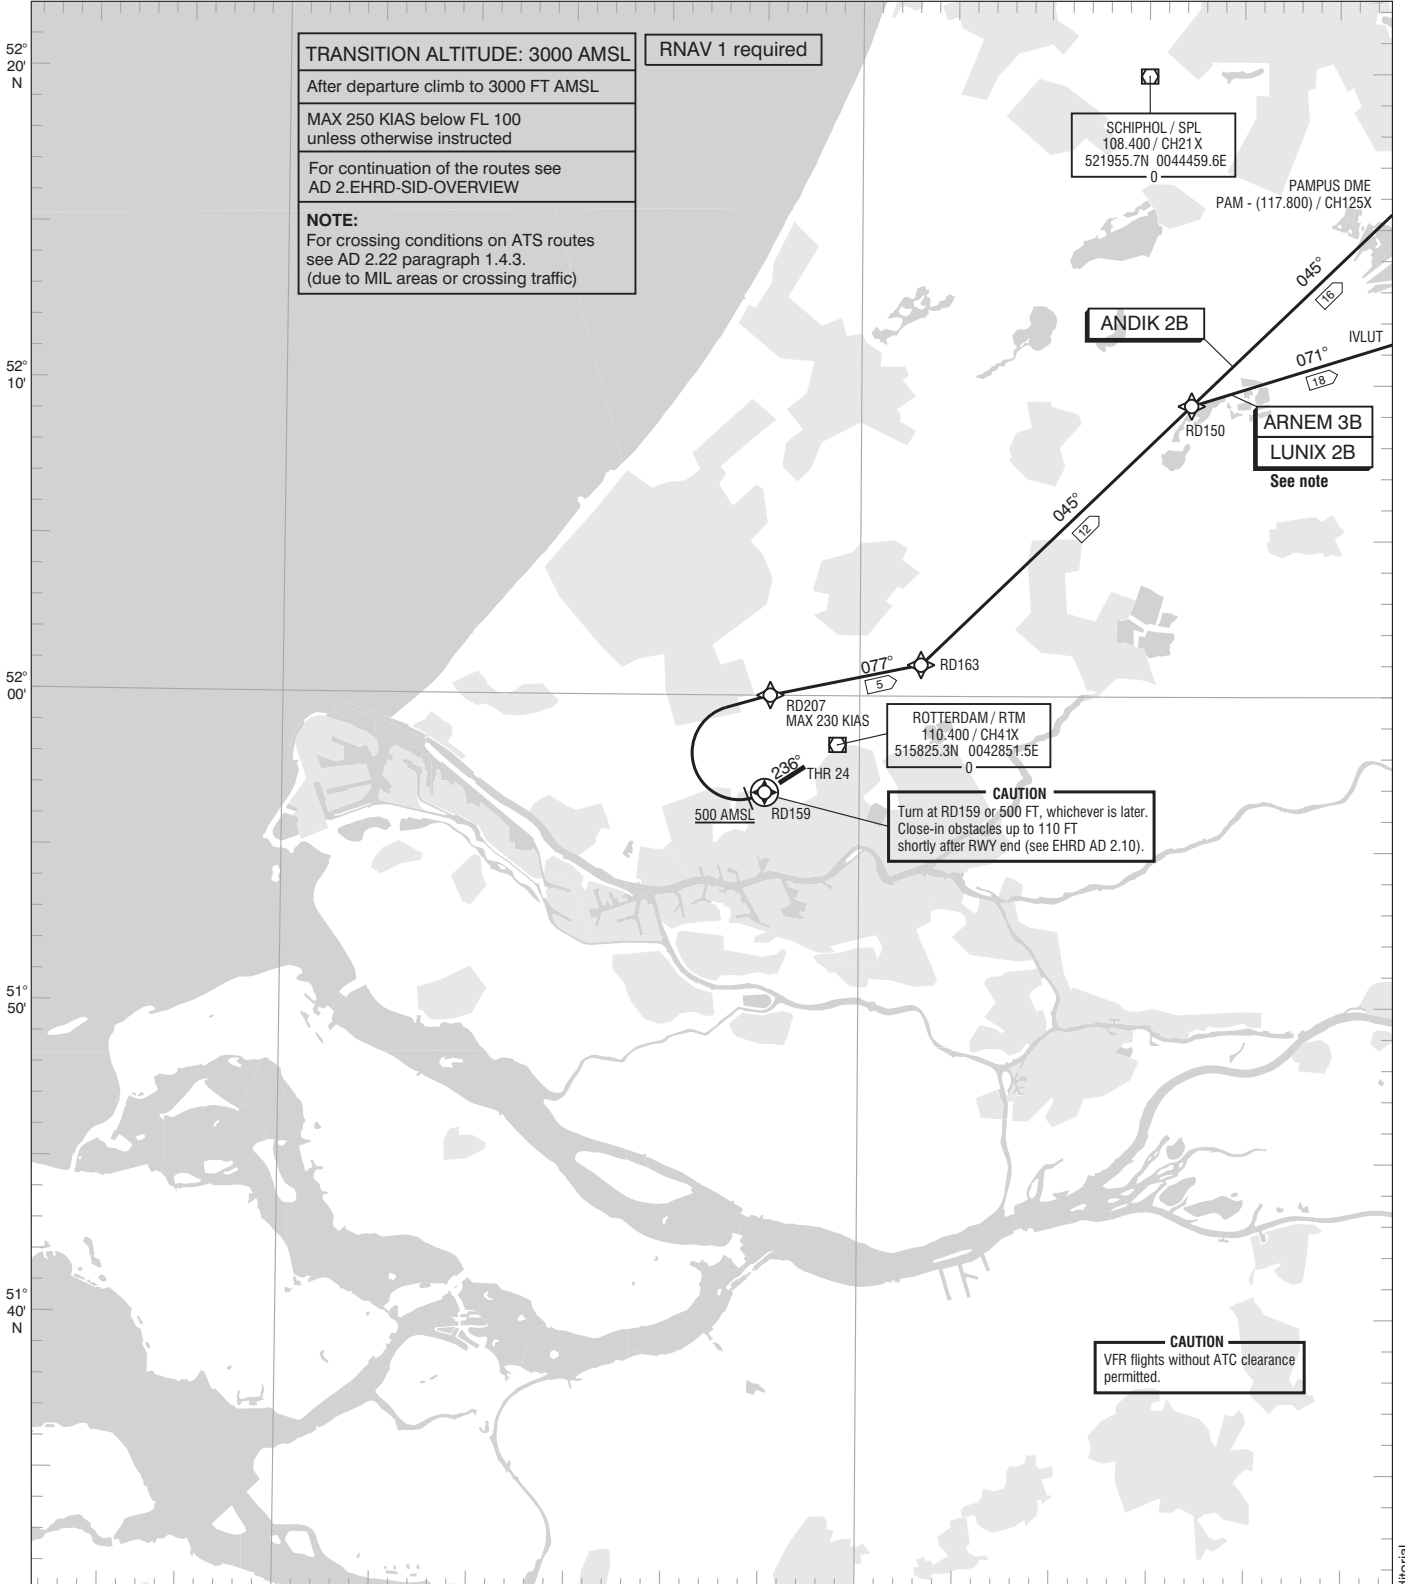 52°
20'
N
TRANSITION ALTITUDE: 3000 AMSL
After departure climb to 3000 FT AMSL
MAX 250 KIAS below FL 100
unless otherwise instructed
For continuation of the routes see
AD 2.EHRD-SID-OVERVIEW
NOTE:
For crossing conditions on ATS routes
see AD 2.22 paragraph 1.4.3.
(due to MIL areas or crossing traffic)
RNAV 1 required
SCHIPHOL / SPL
108.400 / CH21X
521955.7N 0044459.6E
0
PAMPUS DME
PAM - (117.800) / CH125X
045°
16
ANDIK 2B
IVLUT
071°
18
52°
10'
RD150
ARNEM 3B
LUNIX 2B
See note
045°
12
52°
00'
077°
5
RD163
RD207
MAX 230 KIAS
ROTTERDAM / RTM
110.400 / CH41X
515825.3N 0042851.5E
0
236°
THR 24
500 AMSL
RD159
CAUTION
Turn at RD159 or 500 FT, whichever is later.
Close-in obstacles up to 110 FT
shortly after RWY end (see EHRD AD 2.10).
51°
50'
51°
40'
N
CAUTION
VFR flights without ATC clearance
permitted.